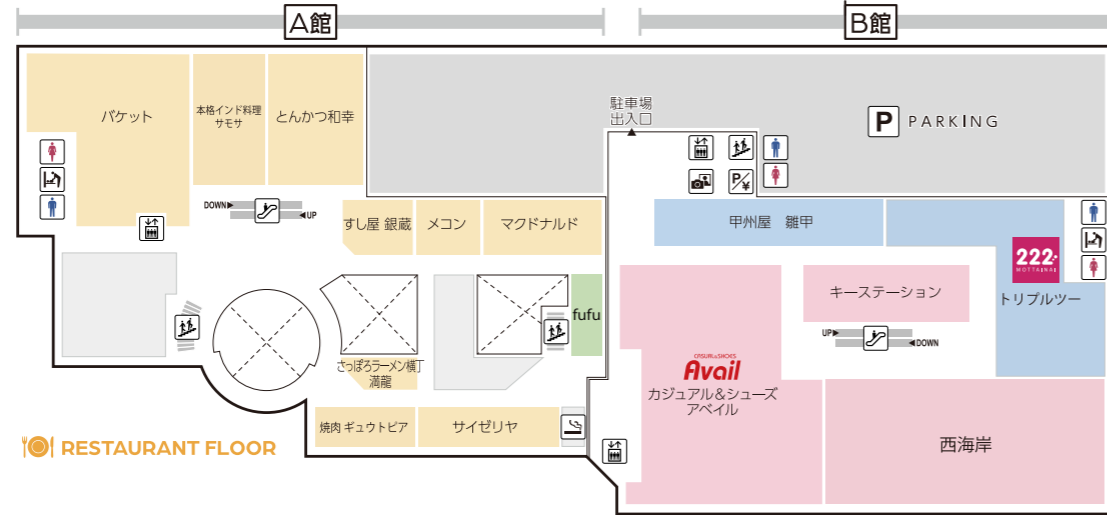 A館
B館
バケット
本格インド料理
サモサ
とんかつ和幸
駐車場
出入口
P PARKING
P/¥
DOWN▶
◀UP
すし屋 銀蔵
メコン
マクドナルド
甲州屋 雛甲
222
MOTTAINAI
トリプルツー
キーステーション
fufu
UP▶
◀DOWN
さっぽろラーメン横丁
満龍
CASUAL&SHOES
Avail
カジュアル&シューズ
アベイル
焼肉 ギュウトピア
サイゼリヤ
西海岸
RESTAURANT FLOOR